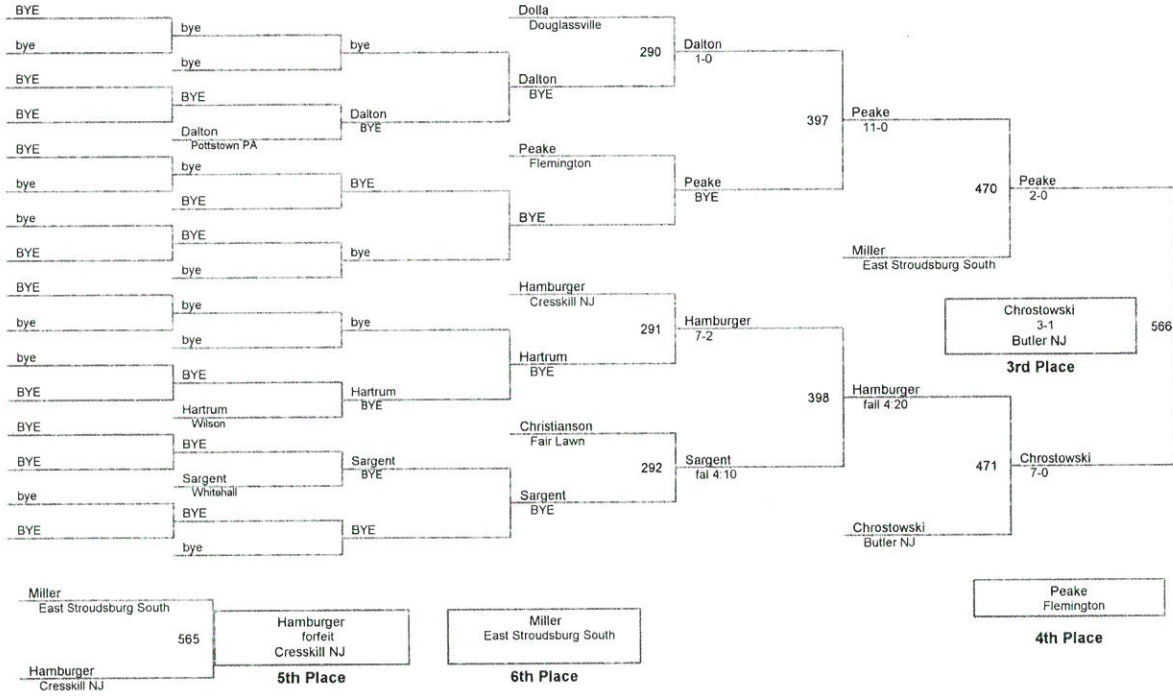 BYE
bye
BYE
BYE
BYE
bye
bye
BYE
BYE
bye
bye
BYE
BYE
BYE
bye
BYE
bye
bye
BYE
Dalton
Pottstown PA
bye
BYE
BYE
bye
bye
bye
BYE
Hartrum
Wilson
BYE
Sargent
Whitehall
BYE
bye
bye
Dalton
BYE
BYE
bye
bye
Hartrum
BYE
Sargent
BYE
BYE
Dolla
Douglassville
290
Dalton
BYE
Peake
Flemington
BYE
Hamburger
Cresskill NJ
291
Hartrum
BYE
Christianson
Fair Lawn
292
Sargent
BYE
Dalton
1-0
397
Peake
BYE
Hamburger
7-2
398
Sargent
fal 4:10
Peake
11-0
470
Miller
East Stroudsburg South
Hamburger
fall 4:20
471
Chrostowski
Butler NJ
Peake
2-0
Chrostowski
3-1
Butler NJ
566
3rd Place
Chrostowski
7-0
Peake
Flemington
4th Place
Miller
East Stroudsburg South
565
Hamburger
Cresskill NJ
Hamburger
forfeit
Cresskill NJ
5th Place
Miller
East Stroudsburg South
6th Place